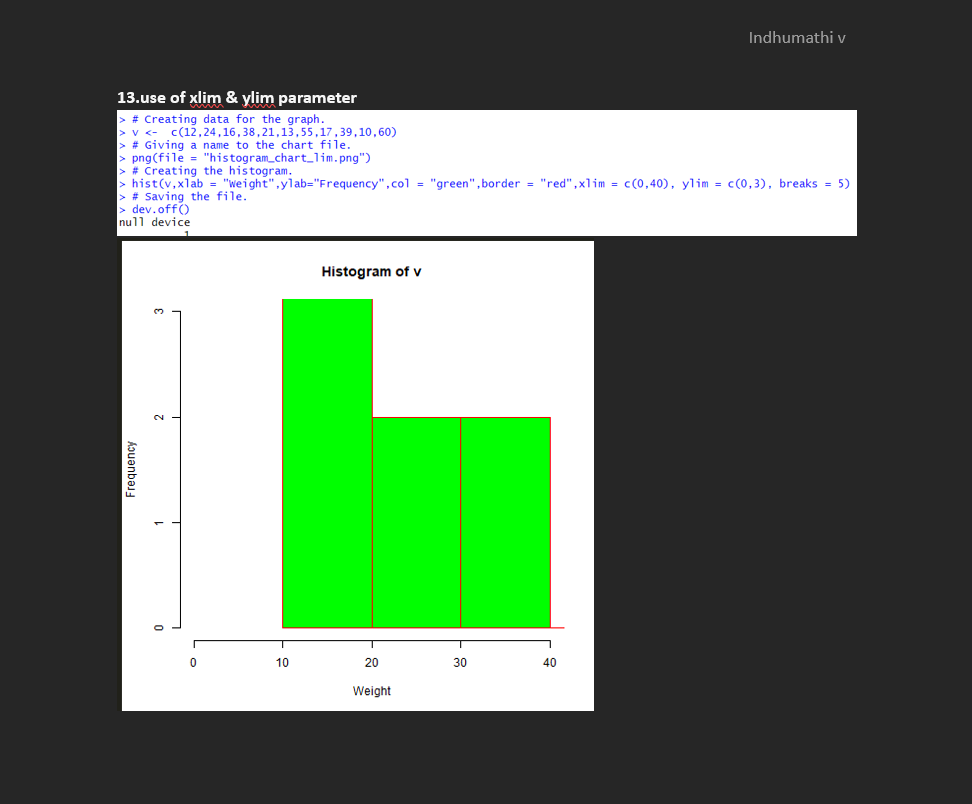 Indhumathi v
13.use of xlim & ylim parameter
> # Creating data for the graph.
> v <-  c(12,24,16,38,21,13,55,17,39,10,60)
> # Giving a name to the chart file.
> png(file = "histogram_chart_lim.png")
> # Creating the histogram.
> hist(v,xlab = "Weight",ylab="Frequency",col = "green",border = "red",xlim = c(0,40), ylim = c(0,3), breaks = 5)
> # Saving the file.
> dev.off()
null device
1
Histogram of v
3
2
1
0
Frequency
0 10 20 30 40
Weight